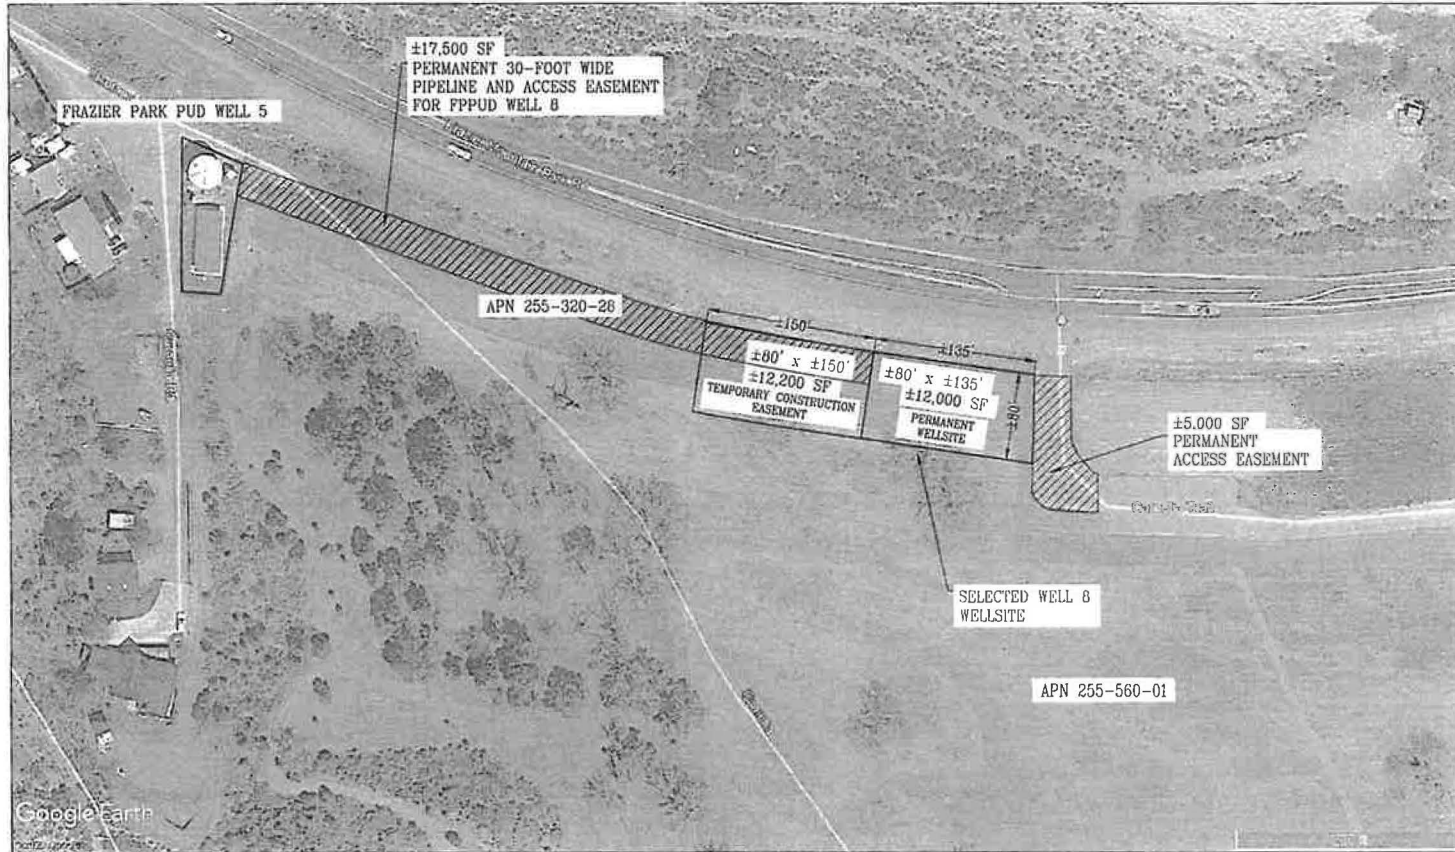 ±17,500 SF
PERMANENT 30-FOOT WIDE
PIPELINE AND ACCESS EASEMENT
FOR FPPUD WELL 8
FRAZIER PARK PUD WELL 5
APN 255-320-28
±150'
±135'
±80' x ±150'
±12,200 SF
TEMPORARY CONSTRUCTION
EASEMENT
±80' x ±135'
±12,000 SF
PERMANENT
WELLSITE
±80'
±5,000 SF
PERMANENT
ACCESS EASEMENT
SELECTED WELL 8
WELLSITE
APN 255-560-01
Google Earth